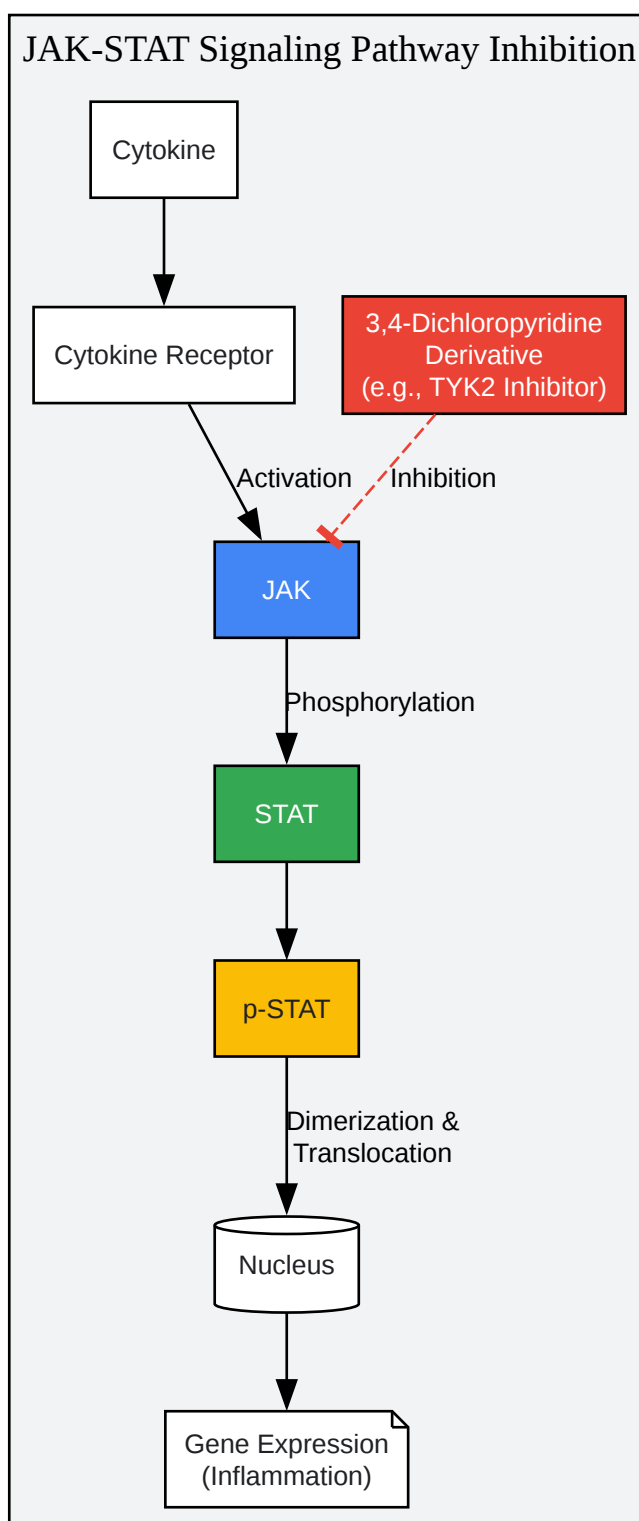 JAK-STAT Signaling Pathway Inhibition
Cytokine
Cytokine Receptor
3,4-Dichloropyridine
Derivative
(e.g., TYK2 Inhibitor)
Activation
Inhibition
JAK
Phosphorylation
STAT
p-STAT
Dimerization &
Translocation
Nucleus
Gene Expression
(Inflammation)